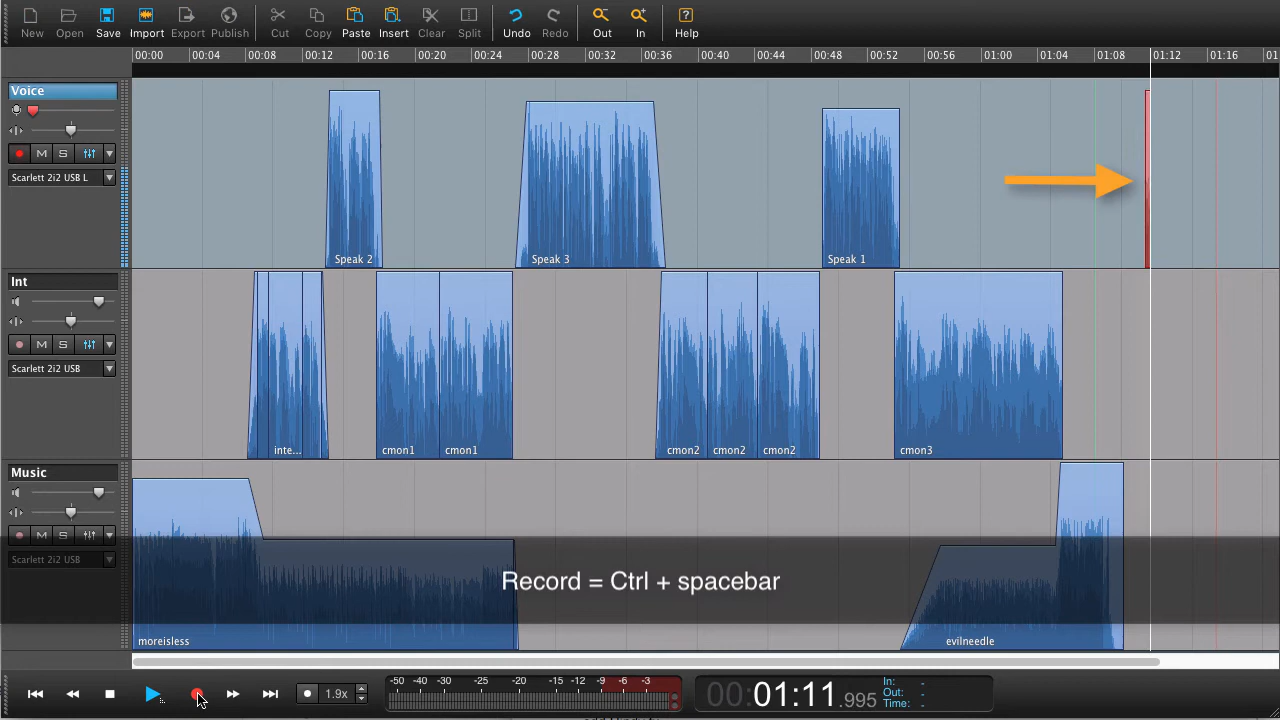 New Open Save Import Export Publish Cut Copy Paste Insert Clear Split Undo Redo Out In Help
00:00 00:04 00:08 00:12 00:16 00:20 00:24 00:28 00:32 00:36 00:40 00:44 00:48 00:52 00:56 01:00 01:04 01:08 01:12 01:16
Voice
M S
Scarlett 2i2 USB L
Speak 2 Speak 3 Speak 1
Int
M S
Scarlett 2i2 USB
inte... cmon1 cmon1 cmon2 cmon2 cmon2 cmon3
Music
M S
Scarlett 2i2 USB
Record = Ctrl + spacebar
moreisless evilneedle
1.9x
-50 -40 -30 -25 -20 -15 -12 -9 -6 -3
00:01:11.995
In: -
Out: -
Time: -